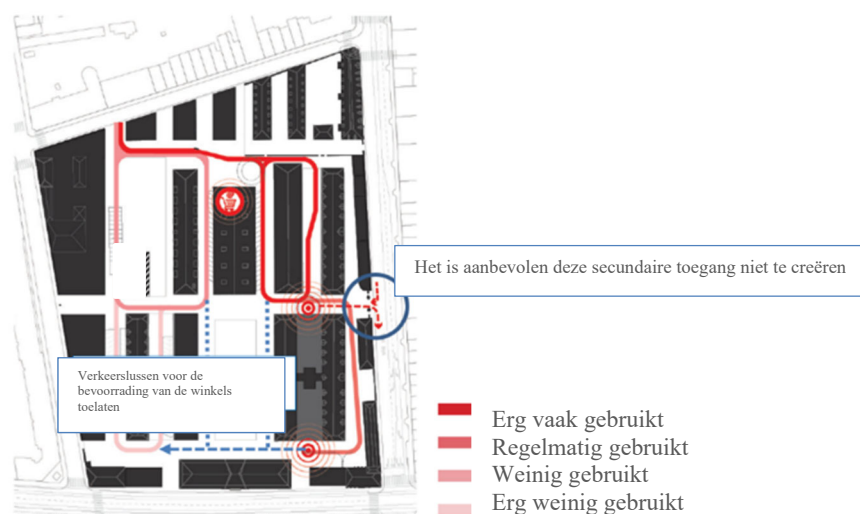 Het is aanbevolen deze secundaire toegang niet te creëren
Verkeerslussen voor de
bevoorrading van de winkels
toelaten
Erg vaak gebruikt
Regelmatig gebruikt
Weinig gebruikt
Erg weinig gebruikt